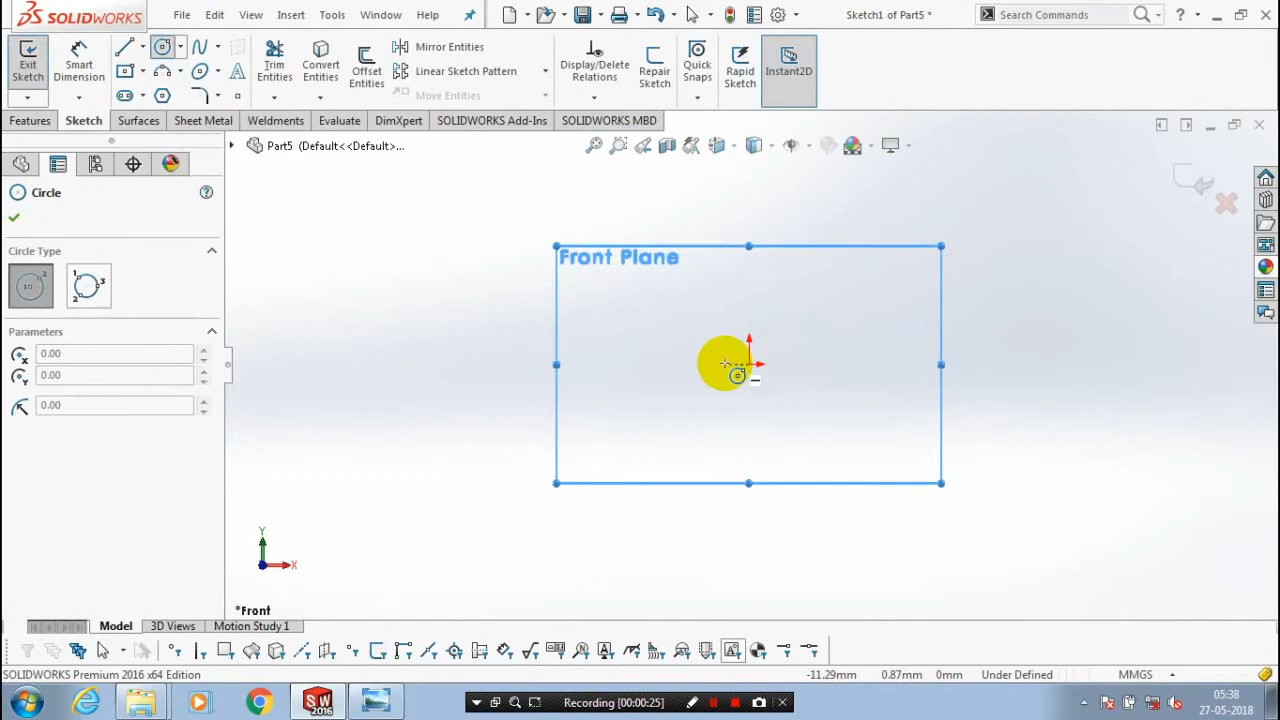 SOLIDWORKS File Edit View Insert Tools Window Help Sketch1 of Part5 * Search Commands ?
Exit Sketch Smart Dimension Trim Entities Convert Entities Offset Entities Mirror Entities Linear Sketch Pattern Move Entities Display/Delete Relations Repair Sketch Quick Snaps Rapid Sketch Instant2D
Features Sketch Surfaces Sheet Metal Weldments Evaluate DimXpert SOLIDWORKS Add-Ins SOLIDWORKS MBD
Part5 (Default<<Default>...
Circle
Circle Type
Parameters
0.00
0.00
0.00
Front Plane
Y
X
*Front
Model 3D Views Motion Study 1
SOLIDWORKS Premium 2016 x64 Edition -11.29mm 0.87mm 0mm Under Defined MMGS
SW 2016 Recording [00:00:25] 05:38
27-05-2018